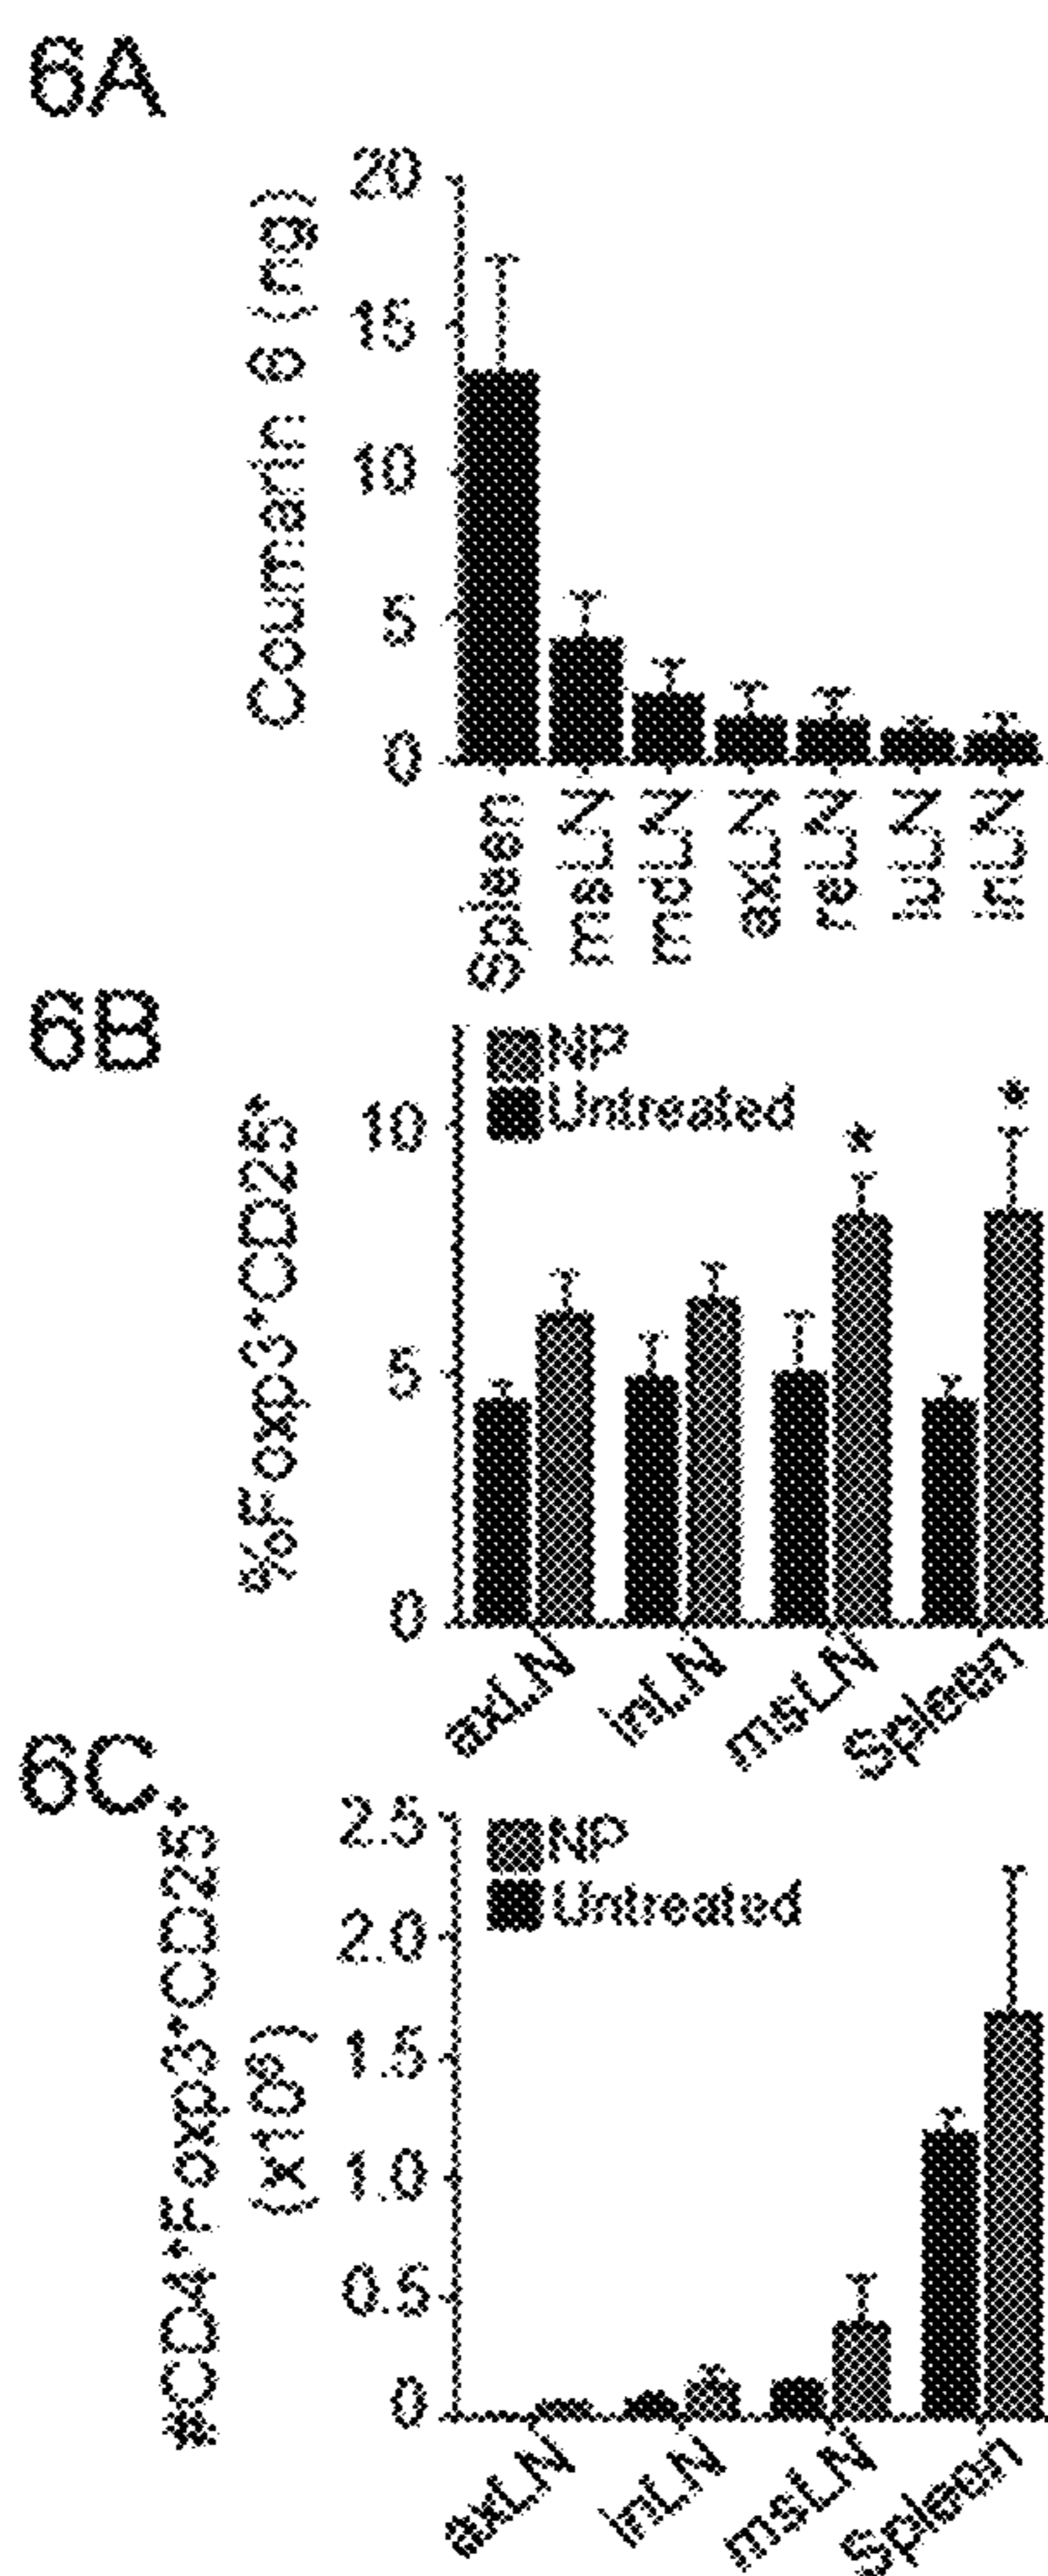 6A
Coumarin 6 (ng)
20
15
10
5
0
Spleen
msLN
mdLN
axLN
reLN
iuLN
inLN
6B
%Foxp3⁺CD25⁺
10
5
0
NP
Untreated
*
*
axLN
inLN
msLN
Spleen
6C
#CD4⁺Foxp3⁺CD25⁺
2.5
2.0
1.5
1.0
0.5
0
NP
Untreated
axLN
inLN
msLN
Spleen